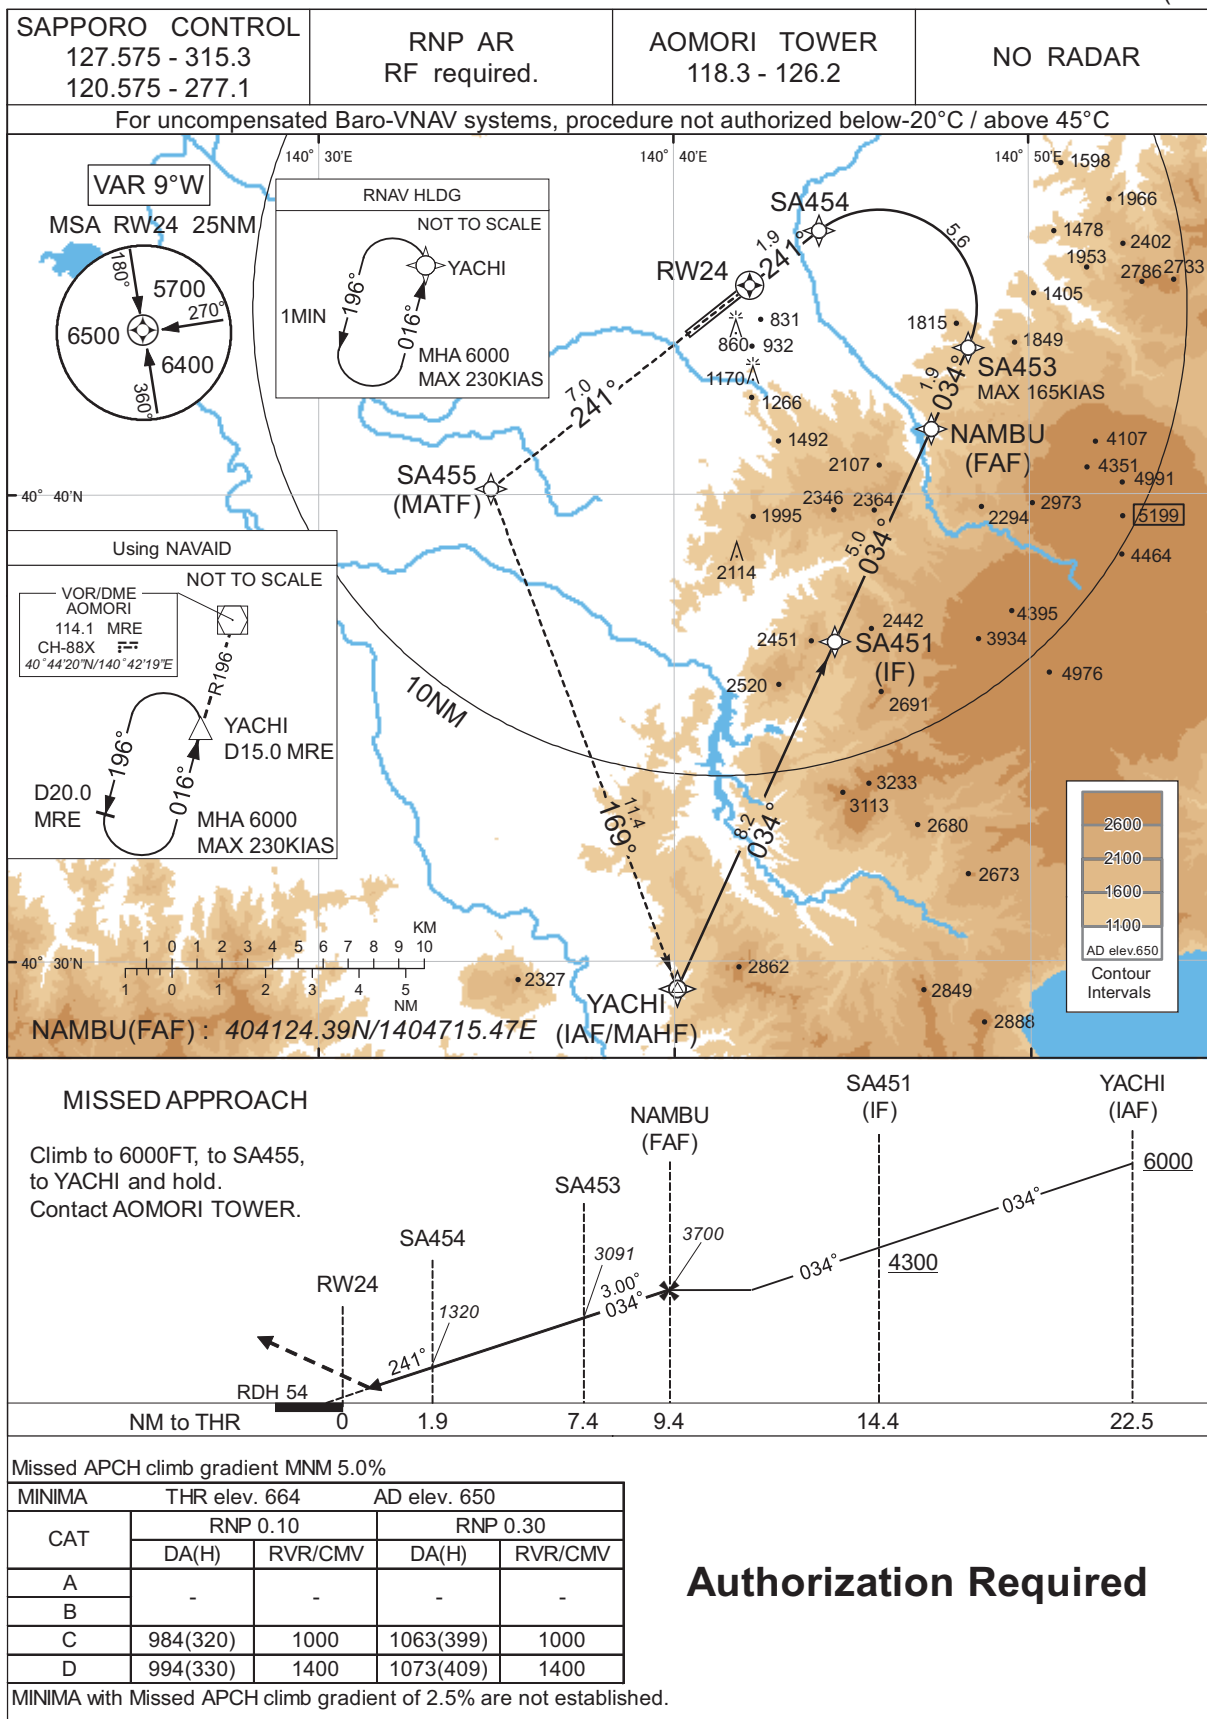 SAPPORO CONTROL
127.575 - 315.3
120.575 - 277.1
RNP AR
RF required.
AOMORI TOWER
118.3 - 126.2
NO RADAR
For uncompensated Baro-VNAV systems, procedure not authorized below-20°C / above 45°C
140° 30'E
140° 40'E
140° 50'E
VAR 9°W
MSA RW24 25NM
180°
5700
270°
6500
6400
360°
RNAV HLDG
NOT TO SCALE
YACHI
196°
016°
1MIN
MHA 6000
MAX 230KIAS
SA454
5.6
1.9
241°
RW24
1598
1966
1478
2402
1953
2786
2733
1405
831
860
932
1815
1849
1170
SA453
MAX 165KIAS
1.9
034°
1266
7.0
241°
1492
NAMBU
(FAF)
4107
2107
4351
4991
SA455
(MATF)
40° 40'N
2346
2364
2973
1995
2294
5199
5.0
034°
4464
2114
Using NAVAID
NOT TO SCALE
VOR/DME
AOMORI
114.1 MRE
CH-88X
40°44'20"N/140°42'19"E
R196
YACHI
D15.0 MRE
196°
016°
D20.0
MRE
MHA 6000
MAX 230KIAS
4395
2442
3934
2451
SA451
(IF)
4976
2520
2691
10NM
3233
3113
11.4
169°
8.2
034°
2680
2673
2600
2100
1600
1100
AD elev.650
Contour
Intervals
KM
1 0 1 2 3 4 5 6 7 8 9 10
1 0 1 2 3 4 5
NM
40° 30'N
2862
2327
2849
YACHI
(IAF/MAHF)
2888
NAMBU(FAF) : 404124.39N/1404715.47E
MISSED APPROACH
Climb to 6000FT, to SA455,
to YACHI and hold.
Contact AOMORI TOWER.
SA451
(IF)
YACHI
(IAF)
NAMBU
(FAF)
SA453
SA454
RW24
6000
034°
3700
3091
4300
034°
3.00°
034°
1320
241°
RDH 54
NM to THR 0 1.9 7.4 9.4 14.4 22.5
Missed APCH climb gradient MNM 5.0%
MINIMA THR elev. 664 AD elev. 650
CAT RNP 0.10 RNP 0.30
DA(H) RVR/CMV DA(H) RVR/CMV
A
B
- - - -
C 984(320) 1000 1063(399) 1000
D 994(330) 1400 1073(409) 1400
MINIMA with Missed APCH climb gradient of 2.5% are not established.
Authorization Required